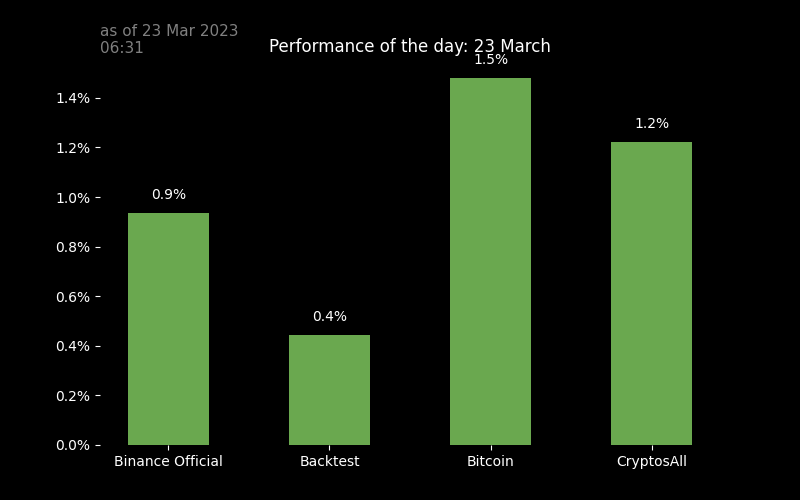 as of 23 Mar 2023
06:31
Performance of the day: 23 March
1.5%
1.4%
1.2%
1.2%
1.0%
0.9%
0.8%
0.6%
0.4%
0.4%
0.2%
0.0%
Binance Official
Backtest
Bitcoin
CryptosAll